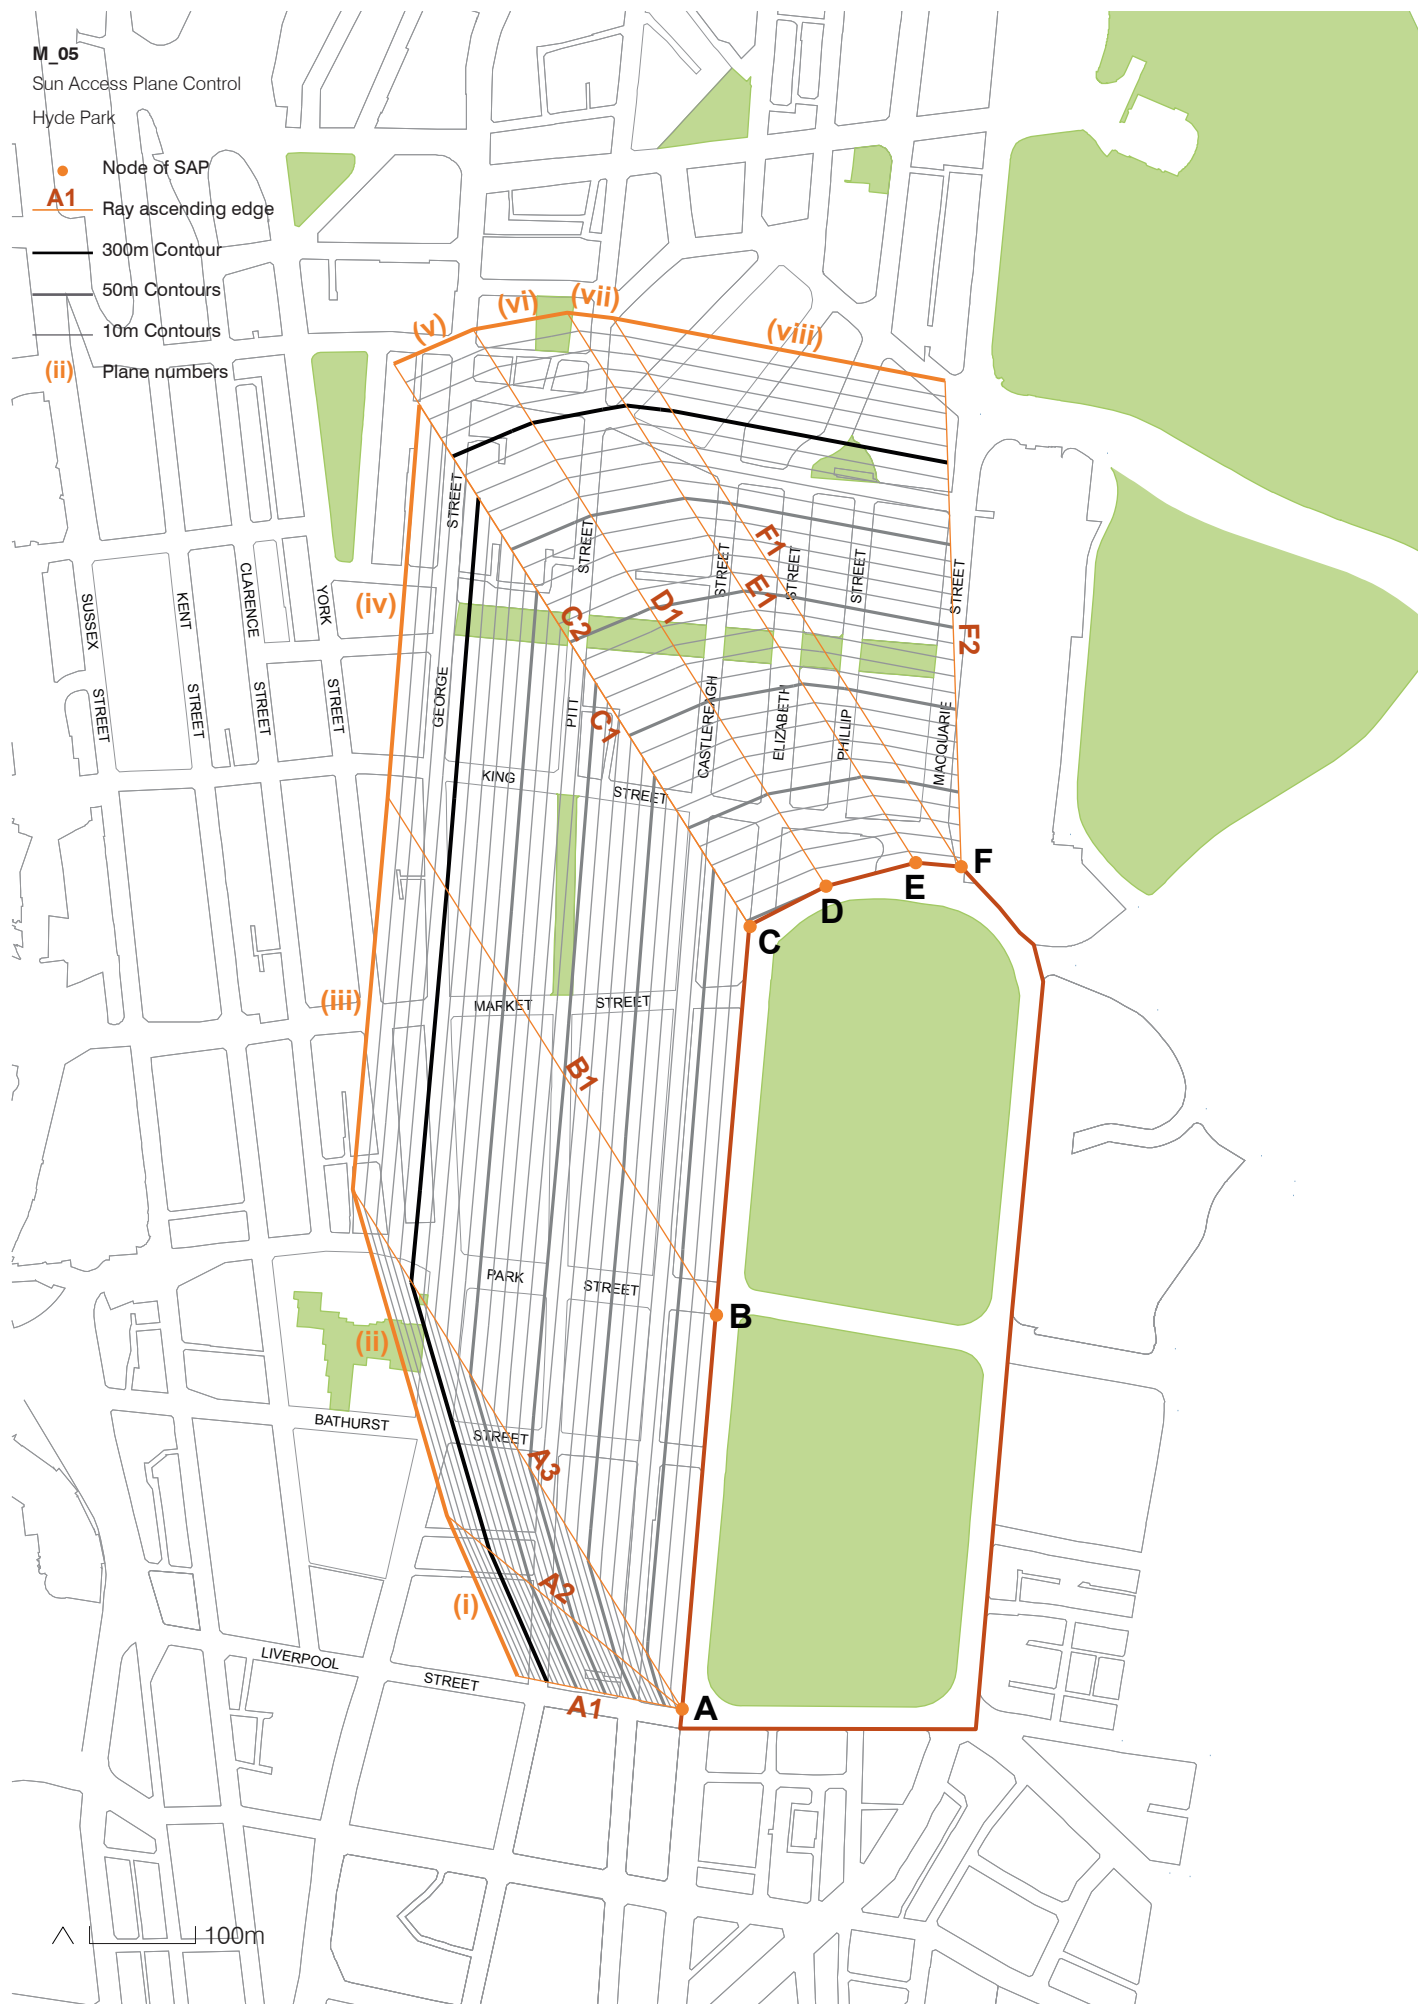 M_05
Sun Access Plane Control
Hyde Park
Node of SAP
A1
Ray ascending edge
300m Contour
50m Contours
10m Contours
(ii)
Plane numbers
(v)
(vi)
(vii)
(viii)
STREET
STREET
STREET
STREET
STREET
STREET
F1
E1
D1
C2
C1
F2
(iv)
SUSSEX
STREET
KENT
STREET
CLARENCE
STREET
YORK
STREET
GEORGE
PITT
CASTLEREAGH
ELIZABETH
PHILLIP
MACQUARIE
KING
STREET
F
E
D
C
(iii)
MARKET
STREET
B1
PARK
STREET
B
(ii)
BATHURST
STREET
A3
A2
(i)
LIVERPOOL
STREET
A1
A
100m